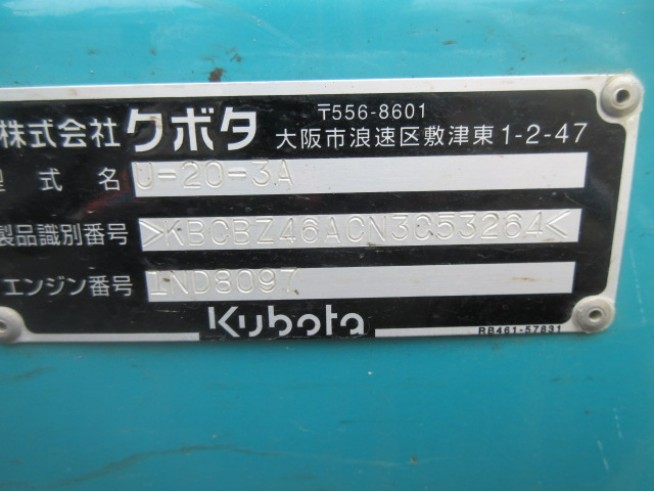 〒556-8601
株式会社クボタ 大阪市浪速区敷津東1-2-47
型式名 U-20-3A
製品識別番号 >KBCBZ46ACN3C53264<
エンジン番号 1ND8097
Kubota
RB461-57831